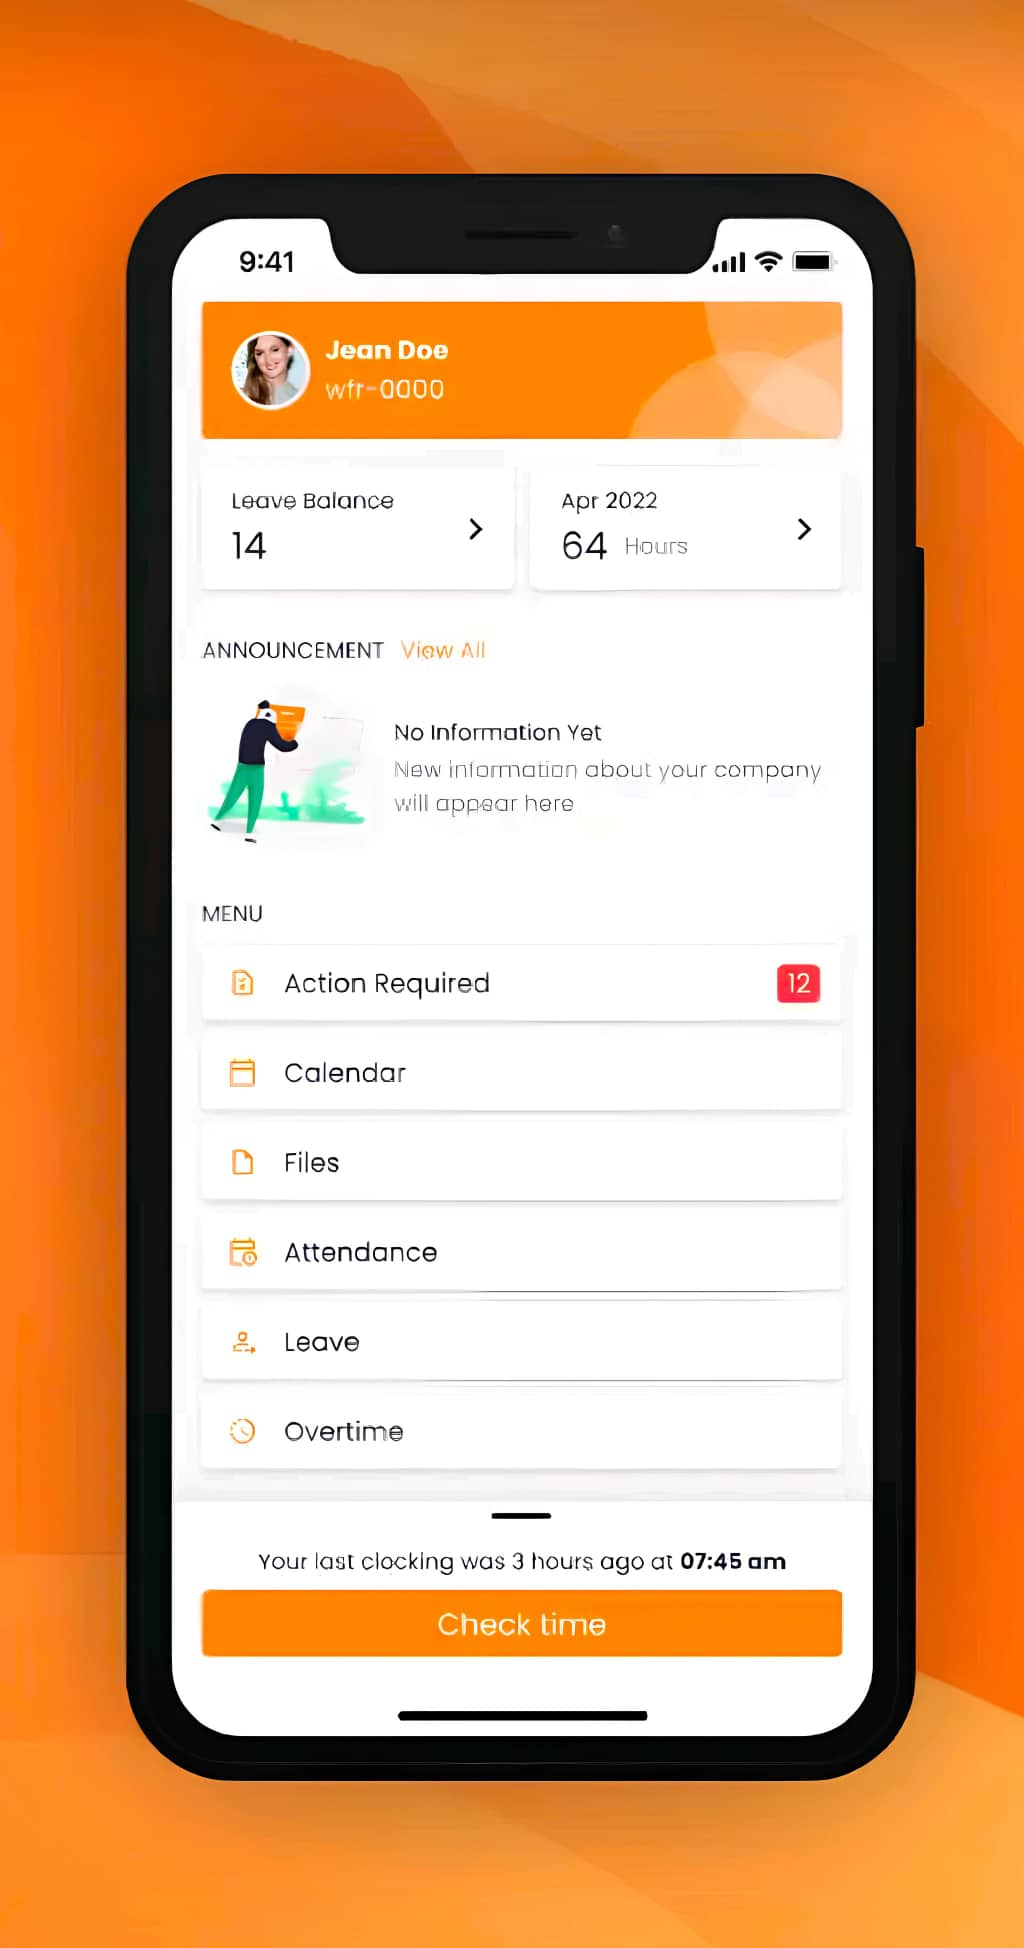 9:41
Jean Doe
wfr-0000
Leave Balance
14
Apr 2022
64 Hours
ANNOUNCEMENT View All
No Information Yet
New information about your company
will appear here
MENU
Action Required 12
Calendar
Files
Attendance
Leave
Overtime
Your last clocking was 3 hours ago at 07:45 am
Check time